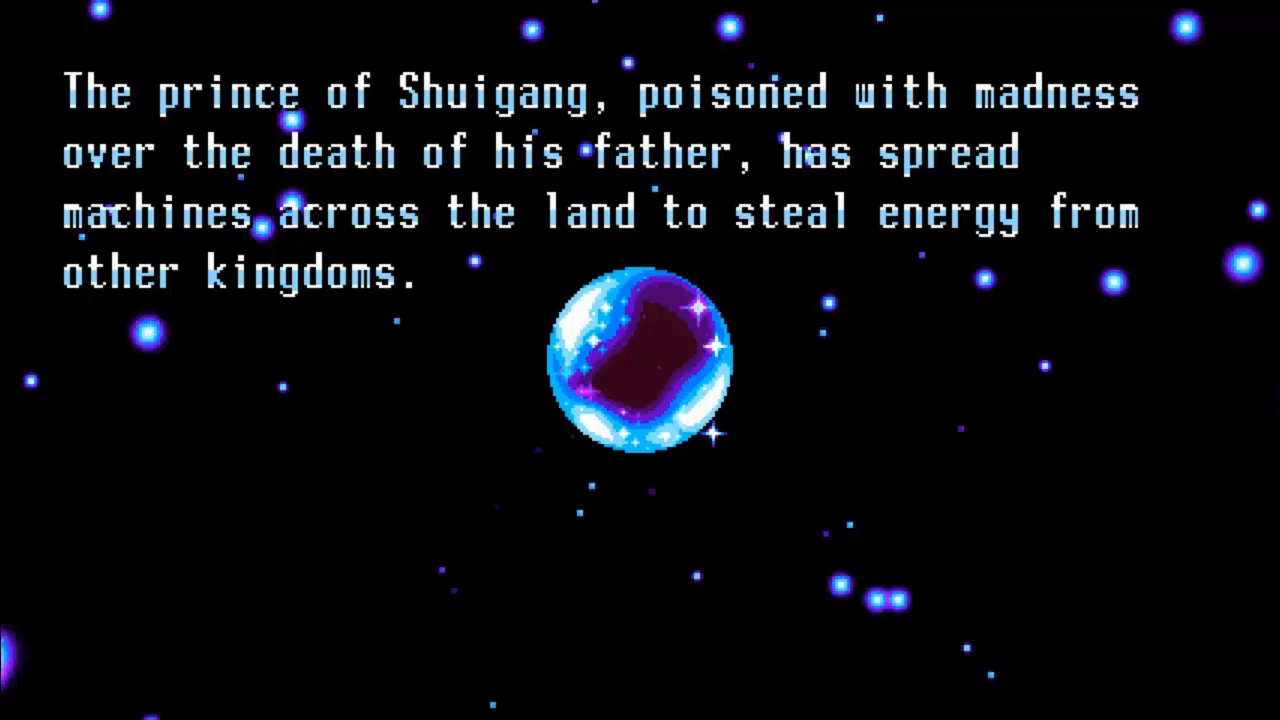 The prince of Shuigang, poisoned with madness
over the death of his father, has spread
machines across the land to steal energy from
other kingdoms.